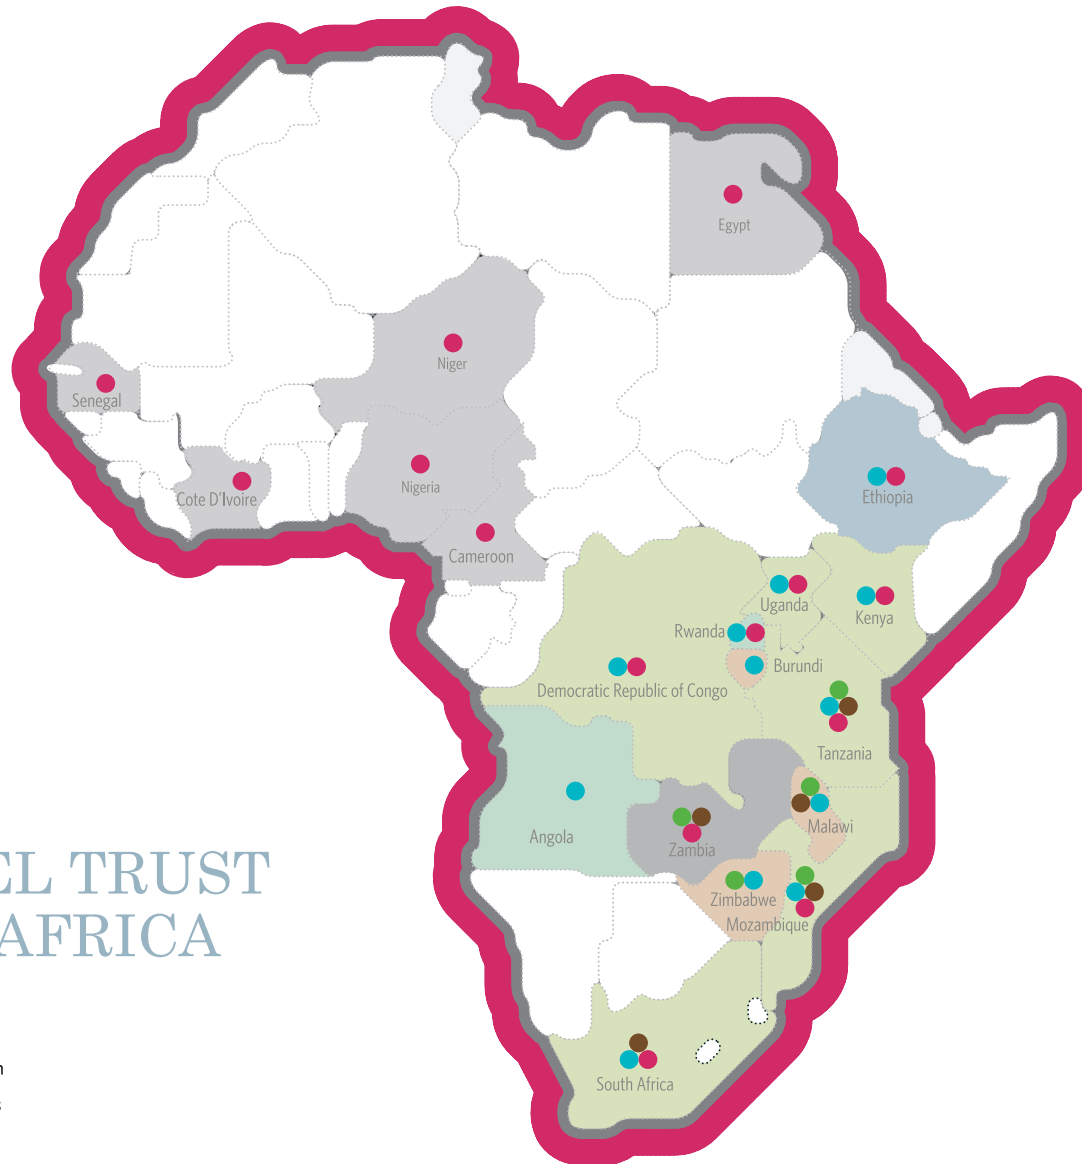 Egypt
Niger
Senegal
Nigeria
Cote D'Ivoire
Ethiopia
Cameroon
Uganda
Kenya
Rwanda
Burundi
Democratic Republic of Congo
Tanzania
Angola
Malawi
Zambia
EL TRUST
AFRICA
Zimbabwe
Mozambique
South Africa